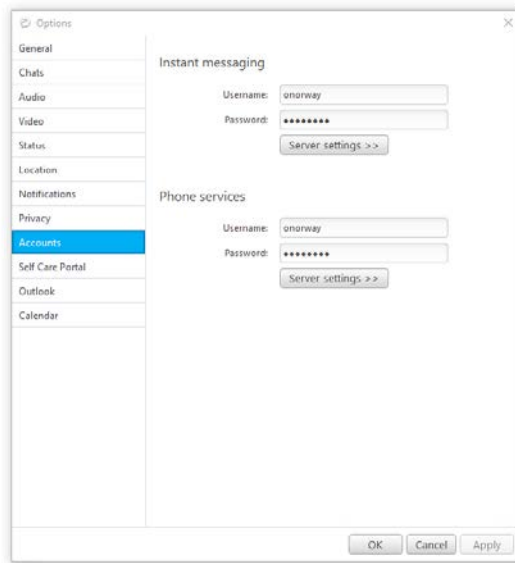 Options
General
Chats
Audio
Video
Status
Location
Notifications
Privacy
Accounts
Self Care Portal
Outlook
Calendar
Instant messaging
Username: onorway
Password: ••••••••
Server settings >>
Phone services
Username: onorway
Password: ••••••••
Server settings >>
OK Cancel Apply